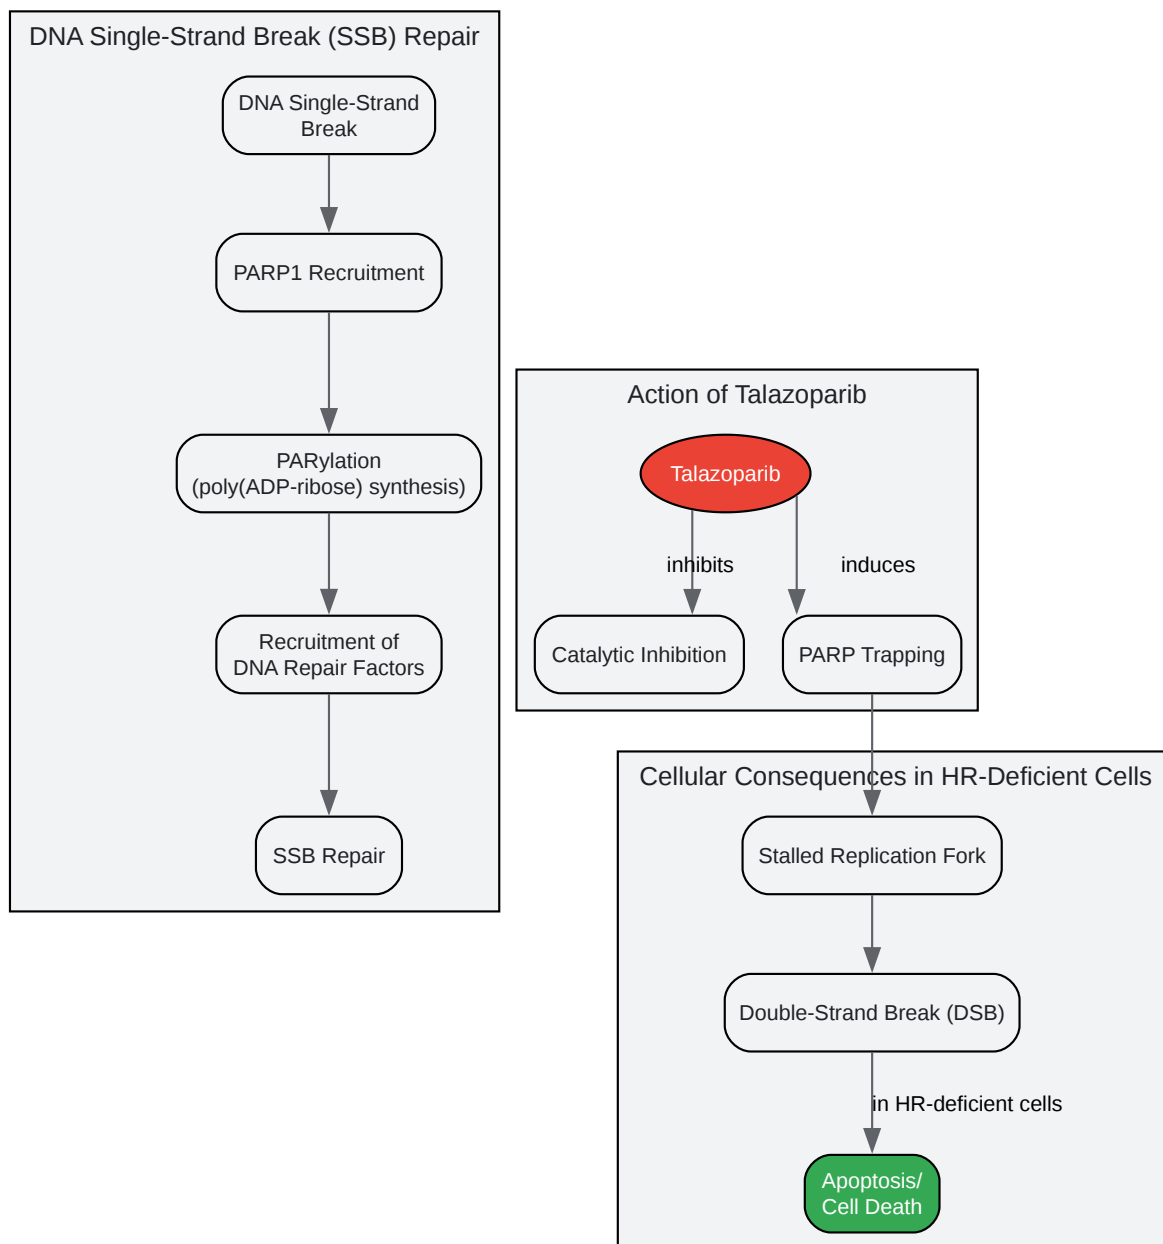 DNA Single-Strand Break (SSB) Repair
DNA Single-Strand
Break
PARP1 Recruitment
PARylation
(poly(ADP-ribose) synthesis)
Recruitment of
DNA Repair Factors
SSB Repair
Action of Talazoparib
Talazoparib
inhibits
induces
Catalytic Inhibition
PARP Trapping
Cellular Consequences in HR-Deficient Cells
Stalled Replication Fork
Double-Strand Break (DSB)
in HR-deficient cells
Apoptosis/
Cell Death